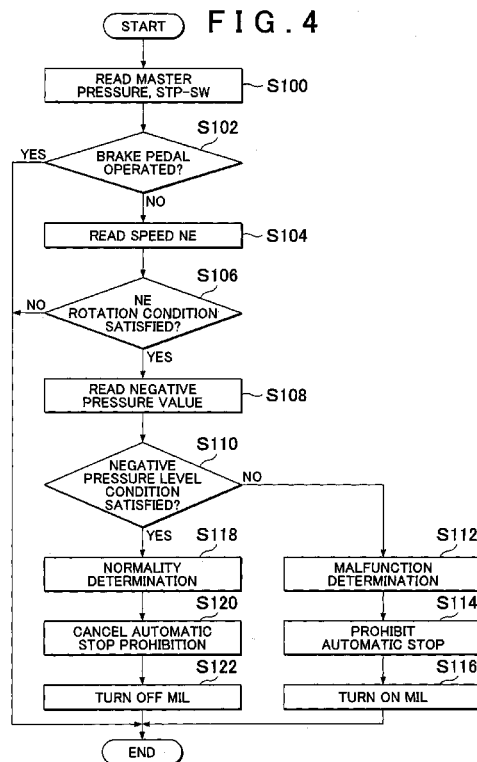 START
FIG.4
READ MASTER
PRESSURE, STP-SW
S100
S102
YES
BRAKE PEDAL
OPERATED?
NO
READ SPEED NE
S104
S106
NO
NE
ROTATION CONDITION
SATISFIED?
YES
READ NEGATIVE
PRESSURE VALUE
S108
S110
NEGATIVE
PRESSURE LEVEL
CONDITION
SATISFIED?
NO
YES
S118
NORMALITY
DETERMINATION
S112
MALFUNCTION
DETERMINATION
S120
CANCEL AUTOMATIC
STOP PROHIBITION
S114
PROHIBIT
AUTOMATIC STOP
S122
TURN OFF MIL
S116
TURN ON MIL
END